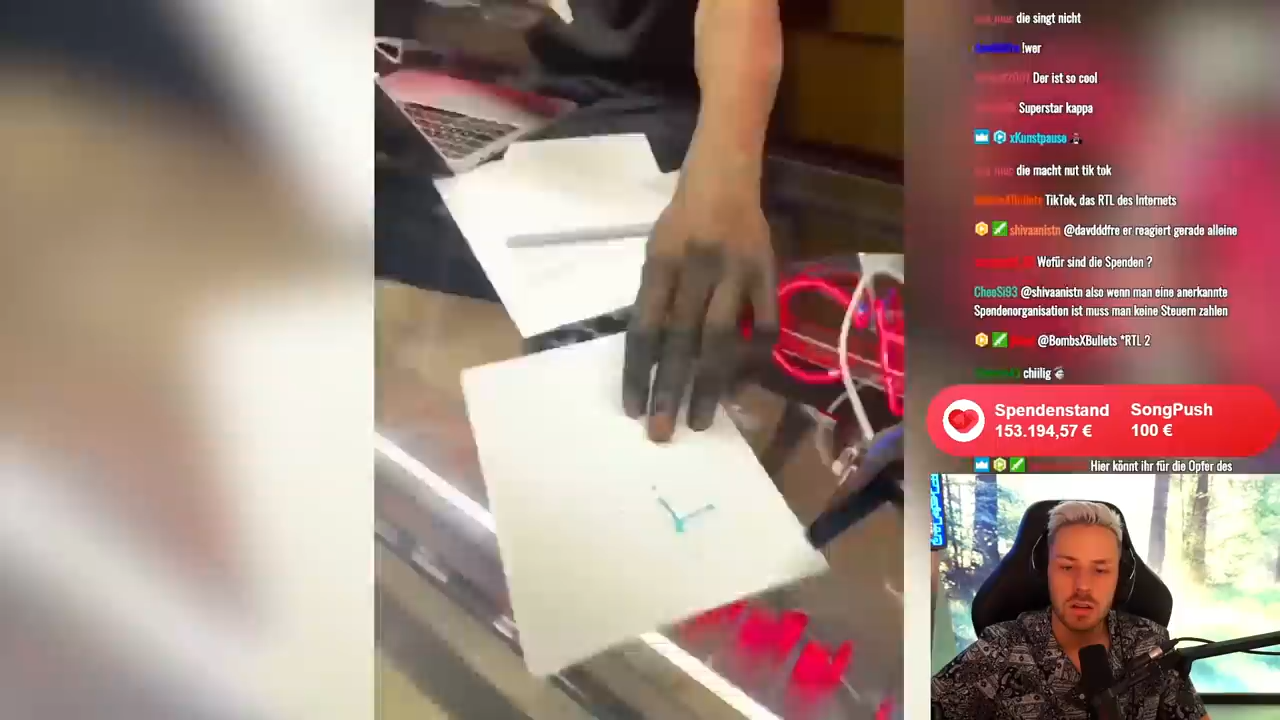 die singt nicht
!wer
Der ist so cool
Superstar kappa
xKunstpause
die macht nut tik tok
TikTok, das RTL des Internets
shivaanistn @davdddfre er reagiert gerade alleine
Wofür sind die Spenden ?
CheeSi93 @shivaanistn also wenn man eine anerkannte
Spendenorganisation ist muss man keine Steuern zahlen
@BombsXBullets *RTL 2
chiilig
Spendenstand
153.194,57 €
SongPush
100 €
Hier könnt ihr für die Opfer des